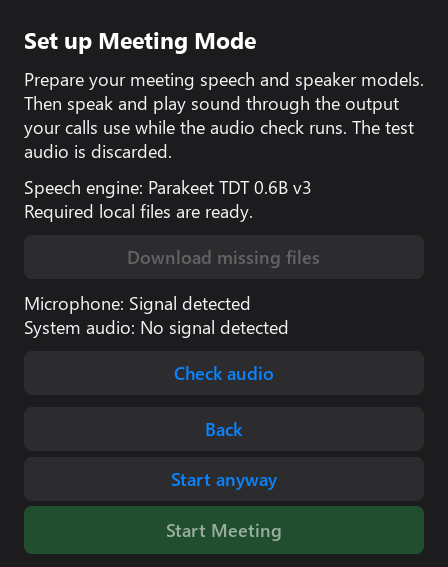 Set up Meeting Mode
Prepare your meeting speech and speaker models.
Then speak and play sound through the output
your calls use while the audio check runs. The test
audio is discarded.
Speech engine: Parakeet TDT 0.6B v3
Required local files are ready.
Download missing files
Microphone: Signal detected
System audio: No signal detected
Check audio
Back
Start anyway
Start Meeting